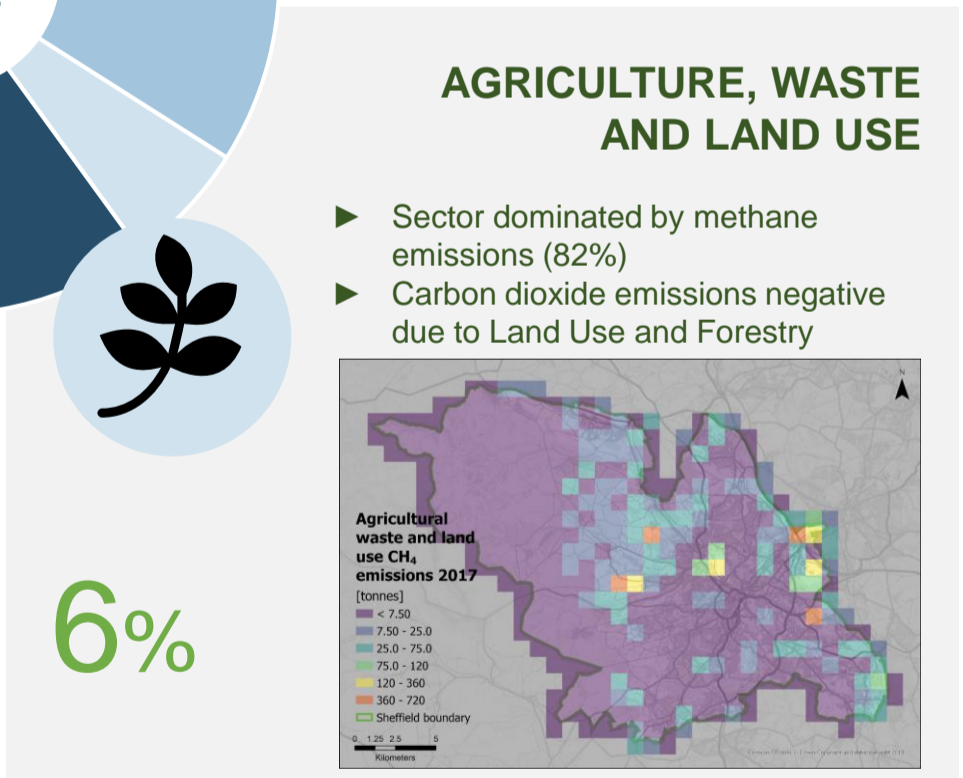 AGRICULTURE, WASTE
AND LAND USE
► Sector dominated by methane
emissions (82%)
► Carbon dioxide emissions negative
due to Land Use and Forestry
6%
N
Agricultural
waste and land
use CH₄
emissions 2017
[tonnes]
< 7.50
7.50 - 25.0
25.0 - 75.0
75.0 - 120
120 - 360
360 - 720
Sheffield boundary
0 1.25 2.5 5
Kilometers